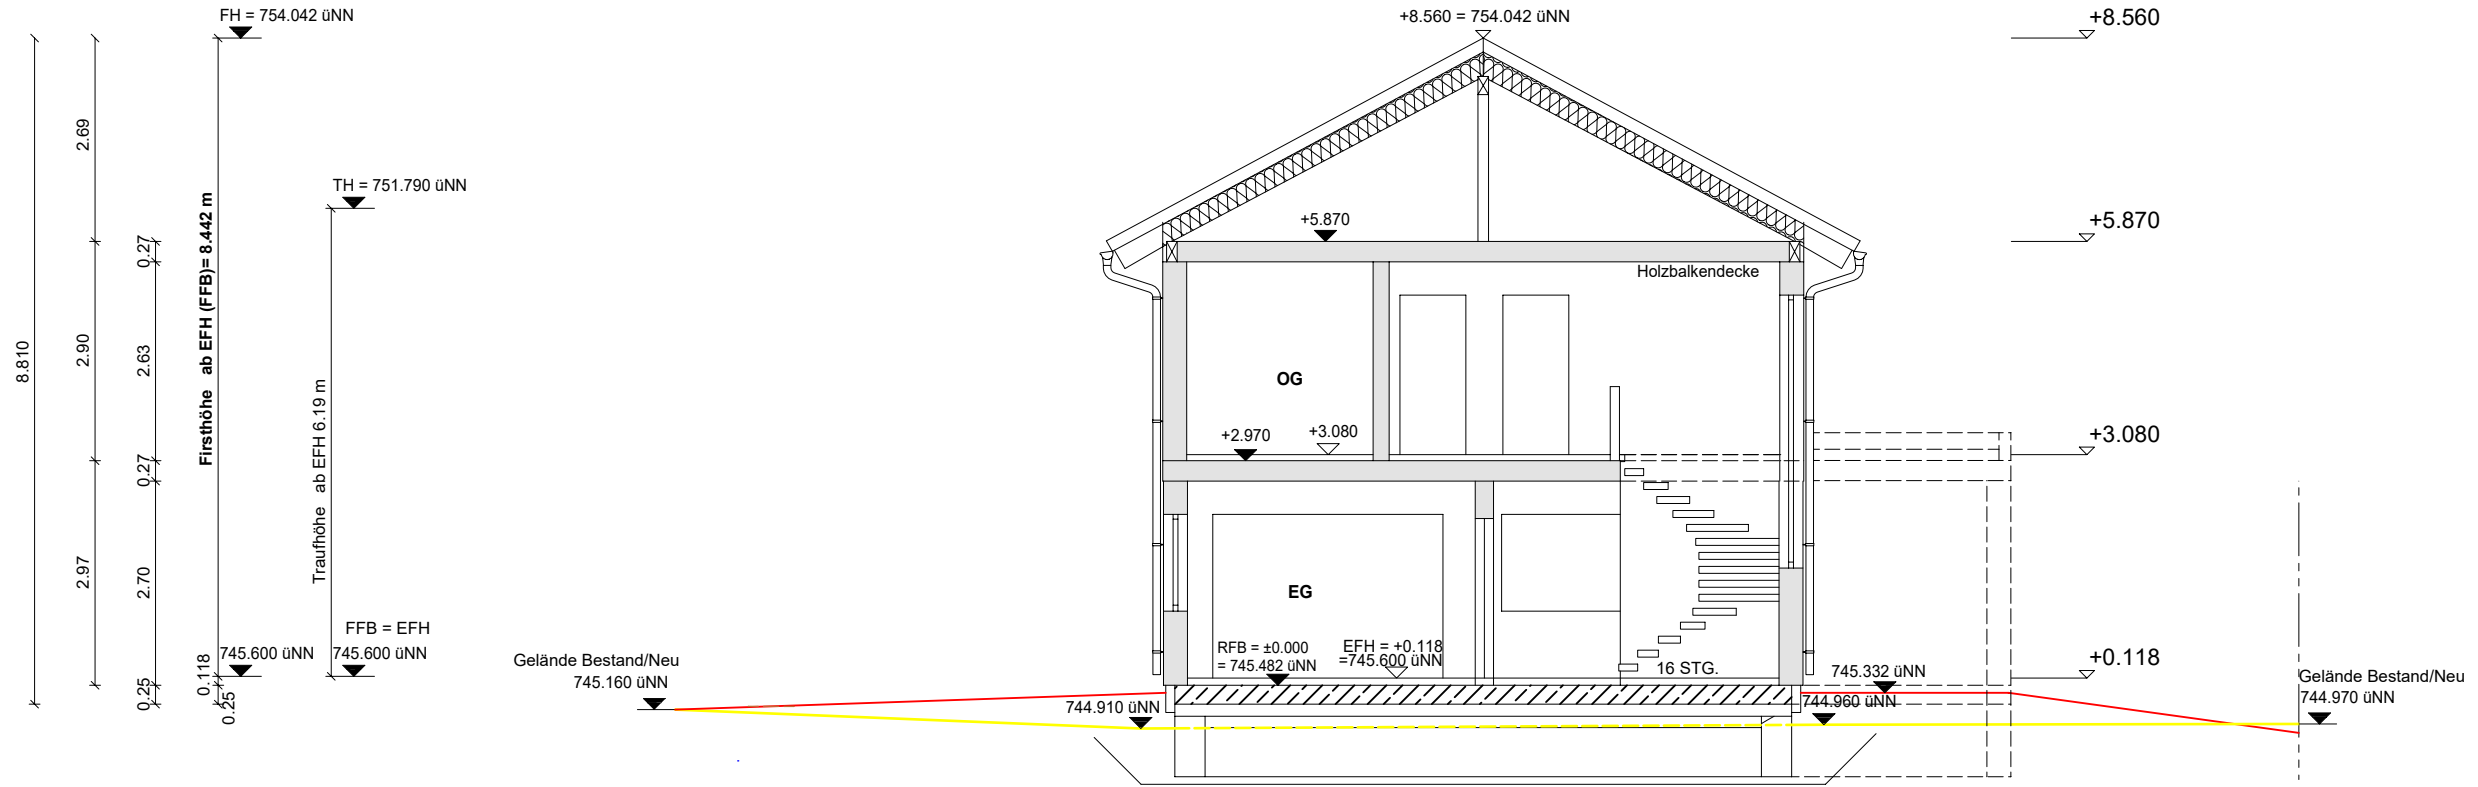 FH = 754.042 üNN
+8.560 = 754.042 üNN
+8.560
2.69
TH = 751.790 üNN
Firsthöhe ab EFH (FFB)= 8.442 m
+5.870
+5.870
0.27
Holzbalkendecke
8.810
2.90
2.63
OG
Traufhöhe ab EFH 6.19 m
+2.970
+3.080
+3.080
0.27
2.97
2.70
EG
FFB = EFH
745.600 üNN
745.600 üNN
0.118
0.25
0.25
Gelände Bestand/Neu
745.160 üNN
RFB = ±0.000
= 745.482 üNN
EFH = +0.118
=745.600 üNN
16 STG.
745.332 üNN
+0.118
744.910 üNN
744.960 üNN
Gelände Bestand/Neu
744.970 üNN